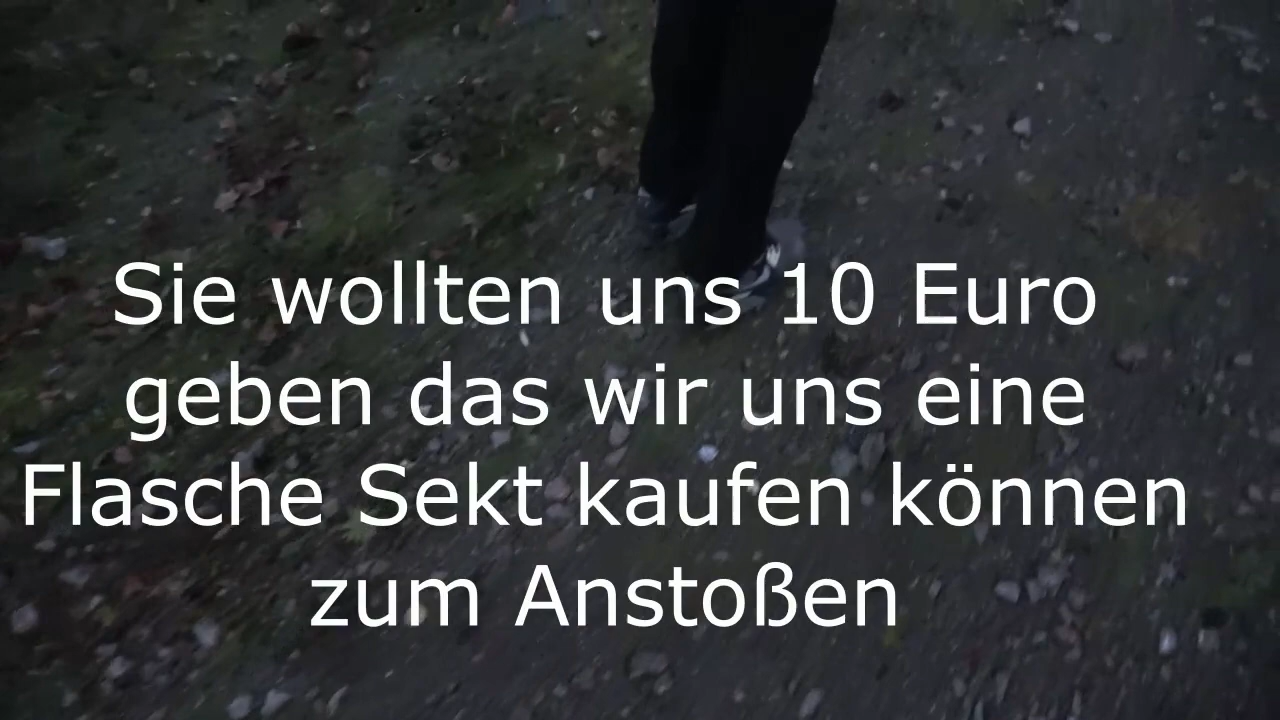 Sie wollten uns 10 Euro
geben das wir uns eine
Flasche Sekt kaufen können
zum Anstoßen